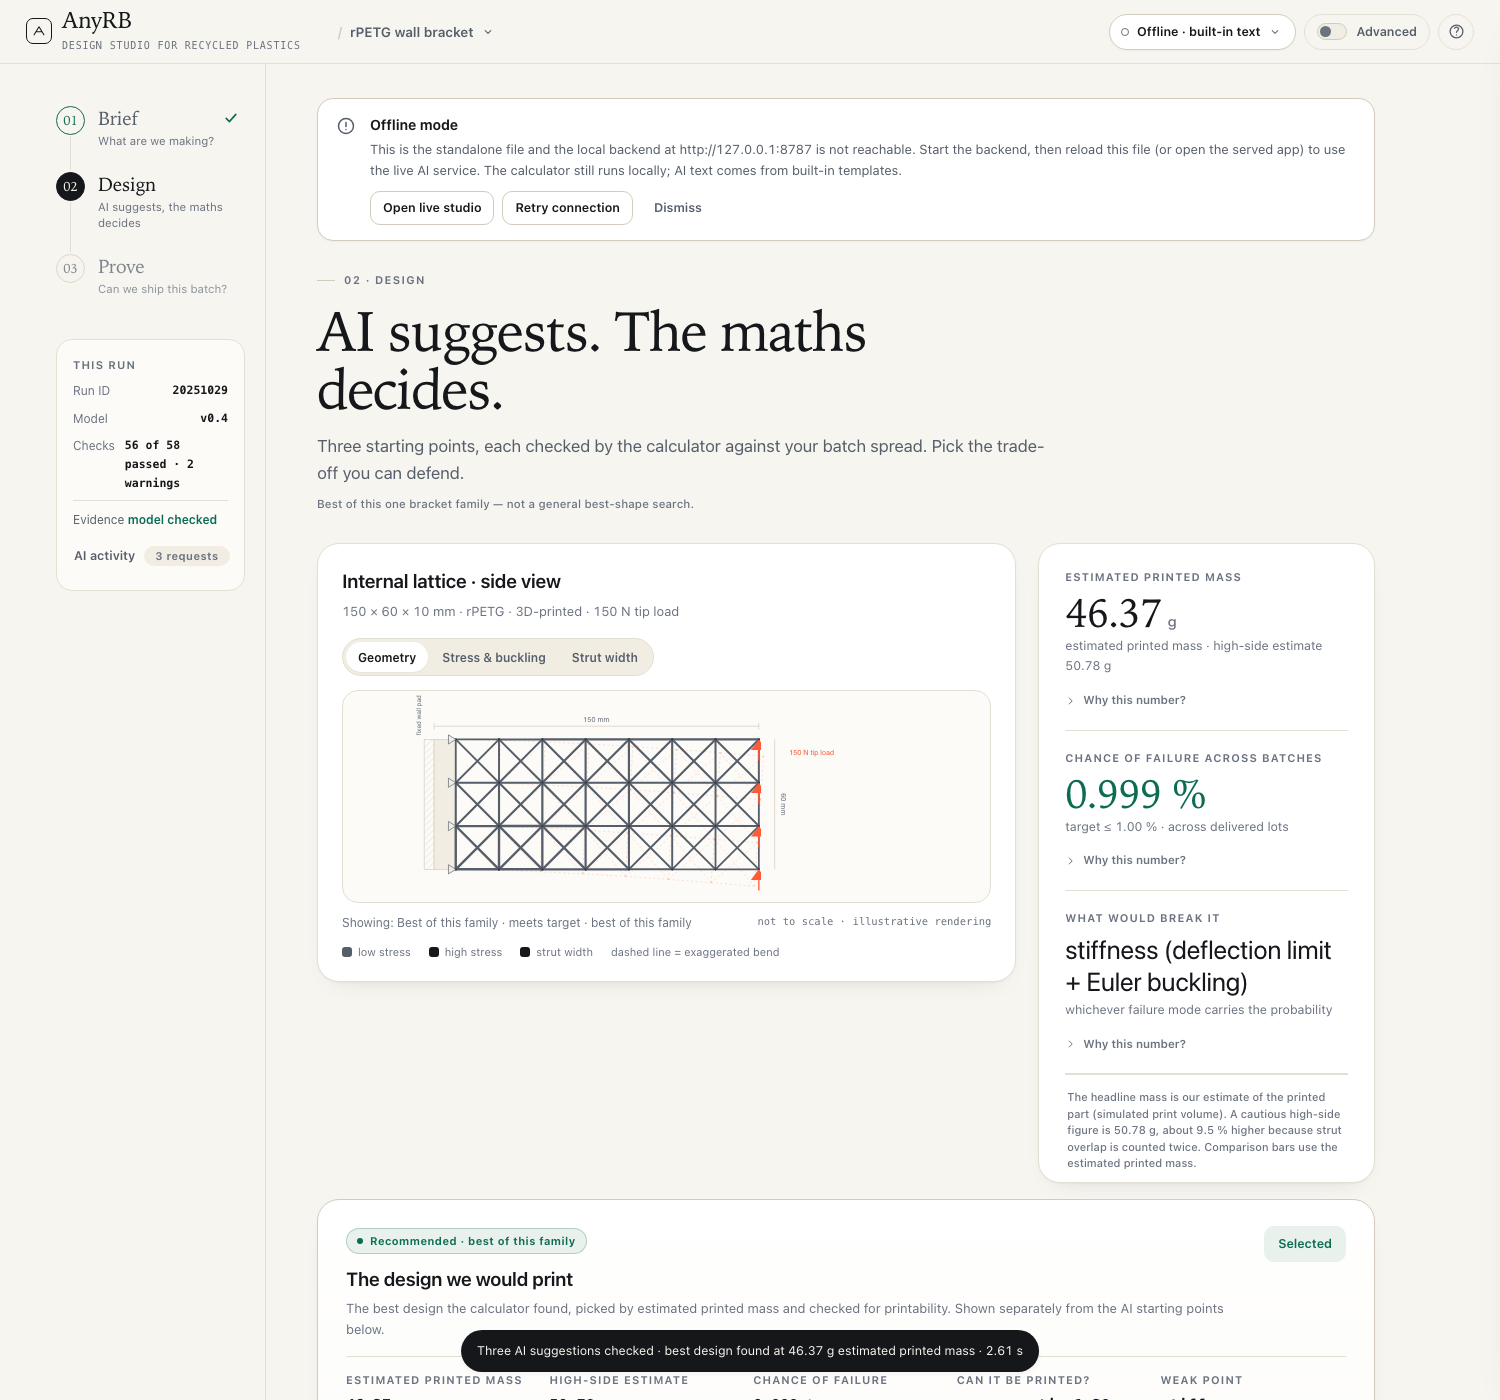 AnyRB
DESIGN STUDIO FOR RECYCLED PLASTICS
/ rPETG wall bracket
Offline · built-in text
Advanced
01
Brief
What are we making?
02
Design
AI suggests, the maths
decides
03
Prove
Can we ship this batch?
THIS RUN
Run ID 20251029
Model v0.4
Checks 56 of 58
passed · 2
warnings
Evidence model checked
AI activity 3 requests
Offline mode
This is the standalone file and the local backend at http://127.0.0.1:8787 is not reachable. Start the backend, then reload this file (or open the served app) to use
the live AI service. The calculator still runs locally; AI text comes from built-in templates.
Open live studio
Retry connection
Dismiss
02 · DESIGN
AI suggests. The maths
decides.
Three starting points, each checked by the calculator against your batch spread. Pick the trade-
off you can defend.
Best of this one bracket family — not a general best-shape search.
Internal lattice · side view
150 × 60 × 10 mm · rPETG · 3D-printed · 150 N tip load
Geometry
Stress & buckling
Strut width
fixed wall pad
150 mm
150 N tip load
60 mm
Showing: Best of this family · meets target · best of this family
not to scale · illustrative rendering
low stress
high stress
strut width
dashed line = exaggerated bend
ESTIMATED PRINTED MASS
46.37 g
estimated printed mass · high-side estimate
50.78 g
Why this number?
CHANCE OF FAILURE ACROSS BATCHES
0.999 %
target ≤ 1.00 % · across delivered lots
Why this number?
WHAT WOULD BREAK IT
stiffness (deflection limit
+ Euler buckling)
whichever failure mode carries the probability
Why this number?
The headline mass is our estimate of the printed
part (simulated print volume). A cautious high-side
figure is 50.78 g, about 9.5 % higher because strut
overlap is counted twice. Comparison bars use the
estimated printed mass.
Recommended · best of this family
Selected
The design we would print
The best design the calculator found, picked by estimated printed mass and checked for printability. Shown separately from the AI starting points
below.
Three AI suggestions checked · best design found at 46.37 g estimated printed mass · 2.61 s
ESTIMATED PRINTED MASS
HIGH-SIDE ESTIMATE
CHANCE OF FAILURE
CAN IT BE PRINTED?
WEAK POINT